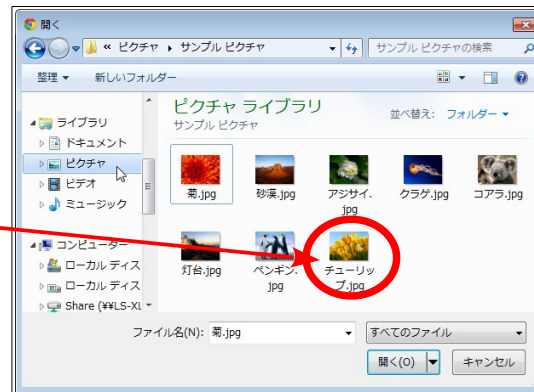 開く
« ピクチャ ▸ サンプル ピクチャ
サンプル ピクチャの検索
整理 ▼ 新しいフォルダー
ピクチャ ライブラリ
サンプル ピクチャ
並べ替え: フォルダー ▼
ライブラリ
ドキュメント
ピクチャ
ビデオ
ミュージック
コンピューター
ローカル ディス
ローカル ディス
Share (¥¥LS-XL
菊.jpg
砂漠.jpg
アジサイ.
jpg
クラゲ.jpg
コアラ.jpg
灯台.jpg
ペンギン.
jpg
チューリッ
プ.jpg
ファイル名(N): 菊.jpg
すべてのファイル
開く(O)
キャンセル